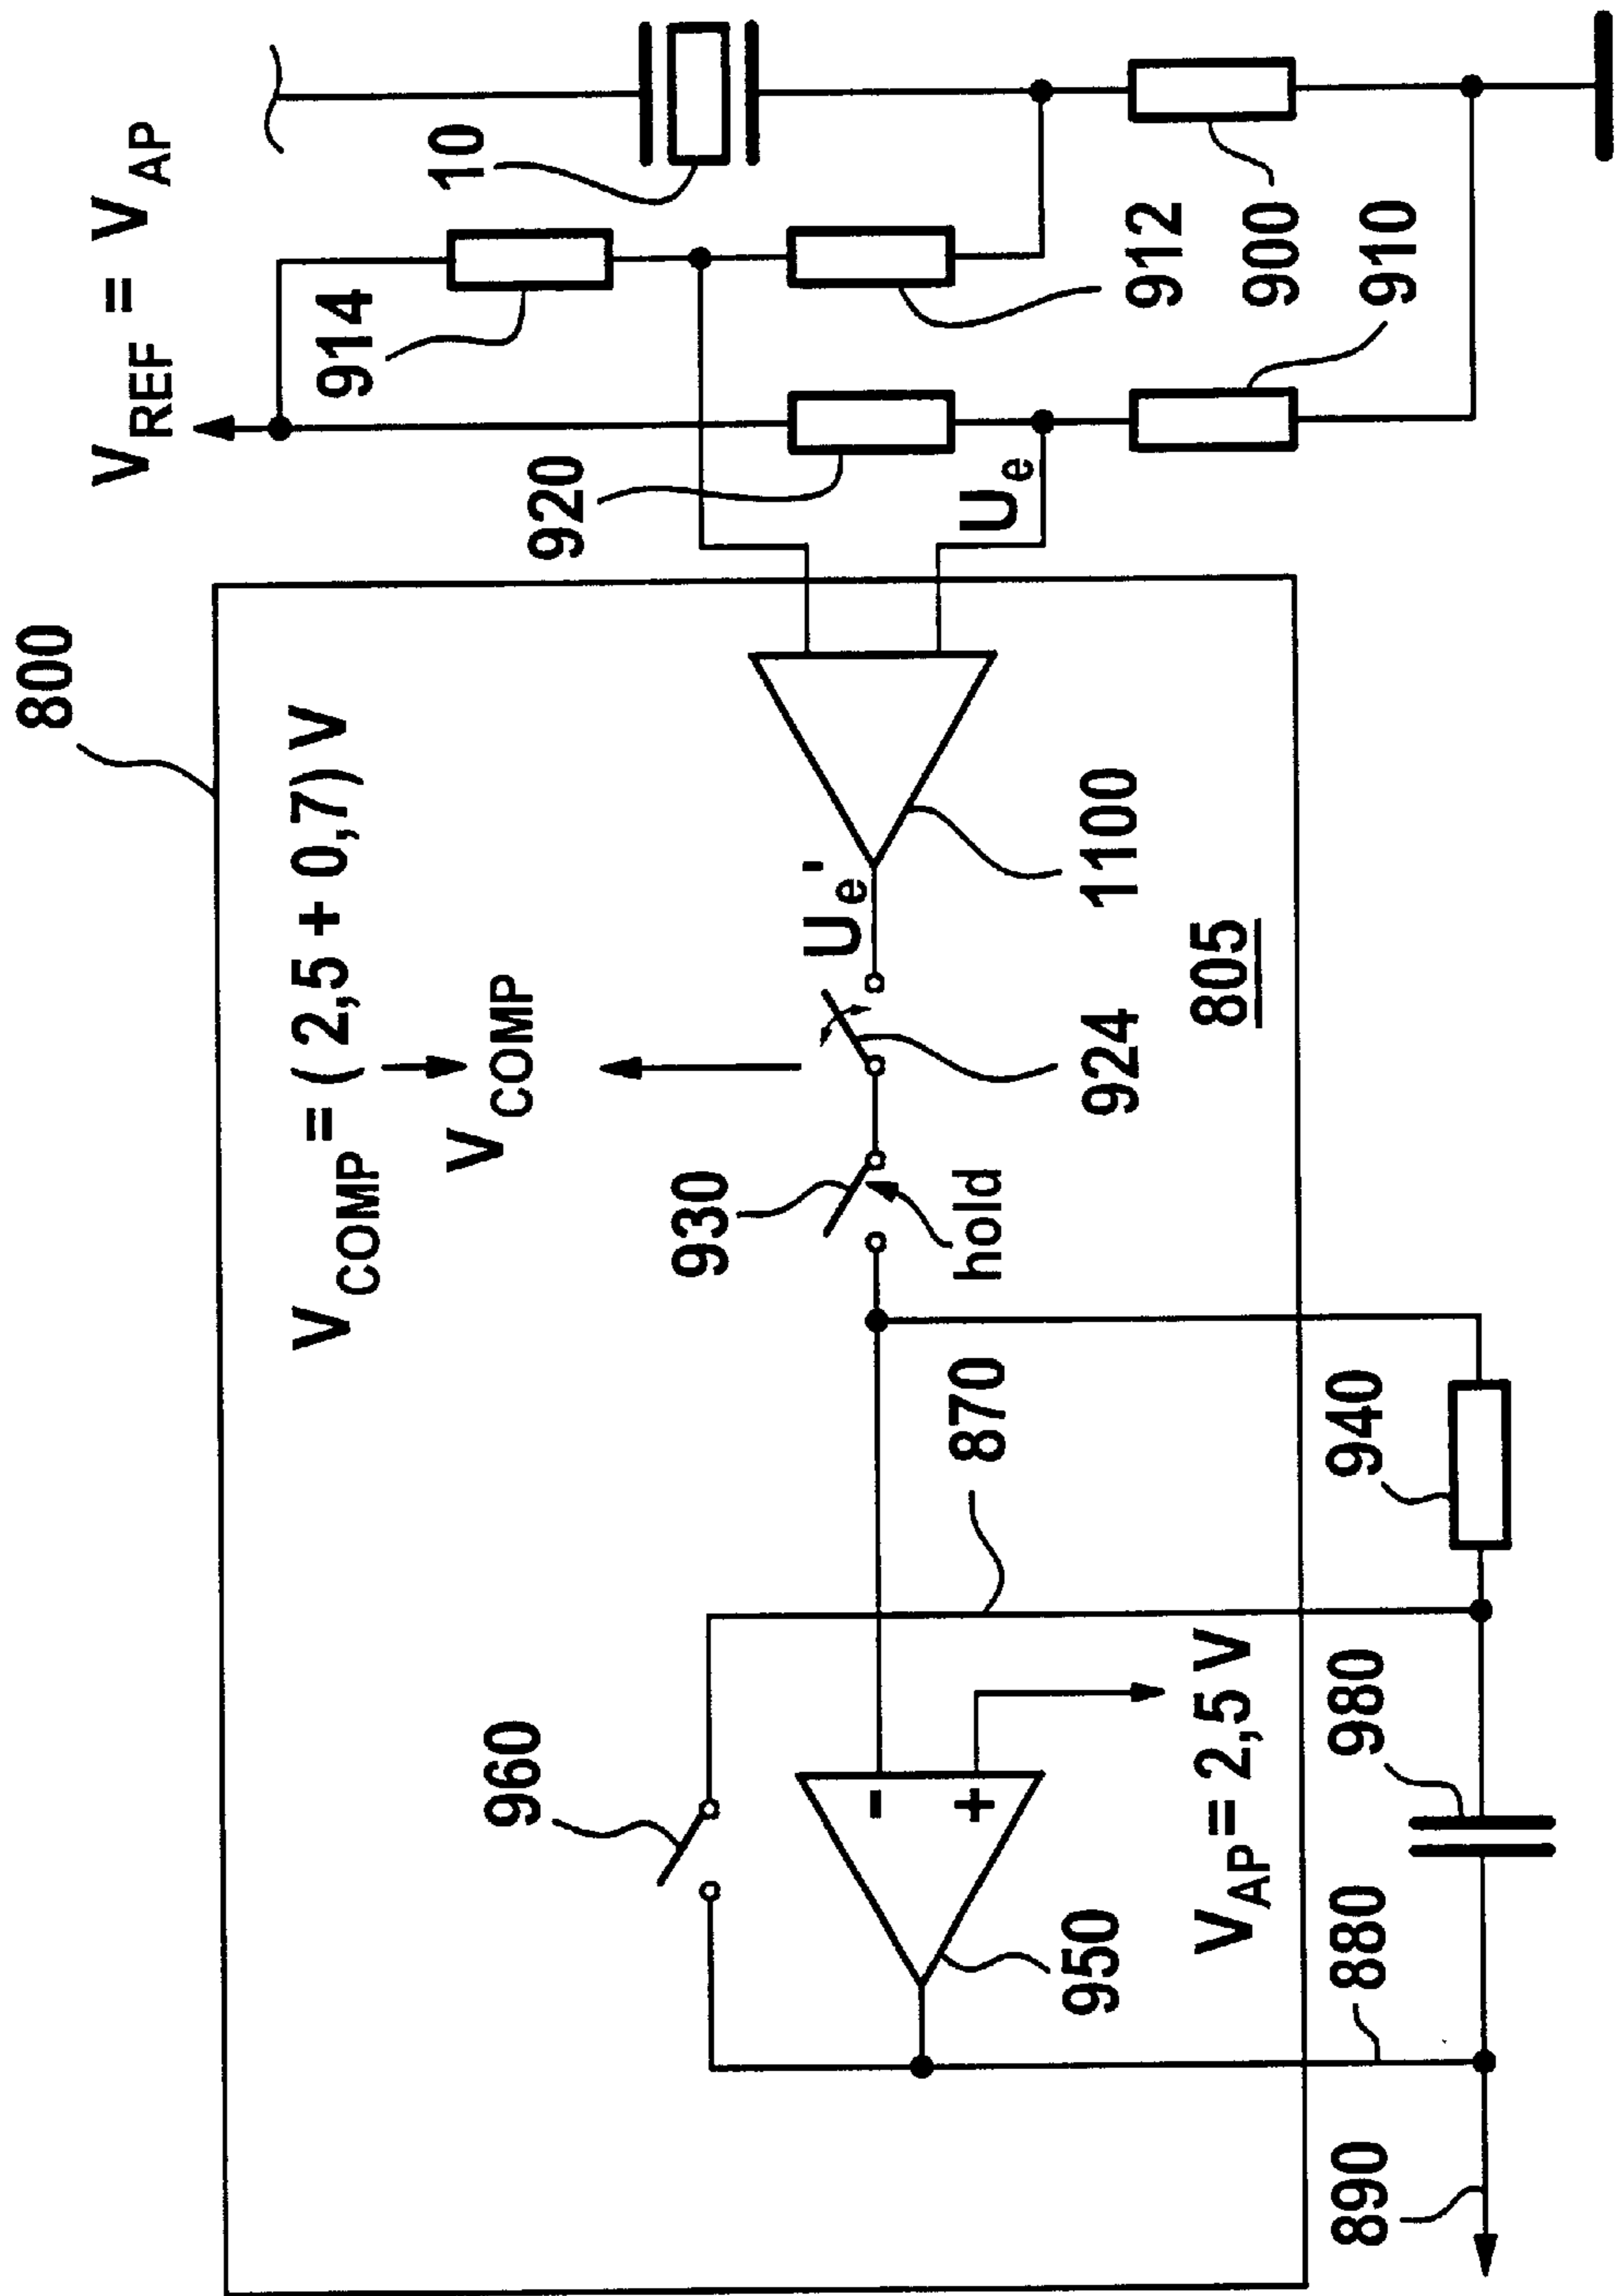 800
V_COMP = ( 2,5 + 0,7) V
V_COMP
V_REF = V_AP
10
914
920
912
900
910
U_e
U_e'
1100
924
805
930
hold
870
940
960
950
V_AP = 2,5 V
980
880
890
-
+